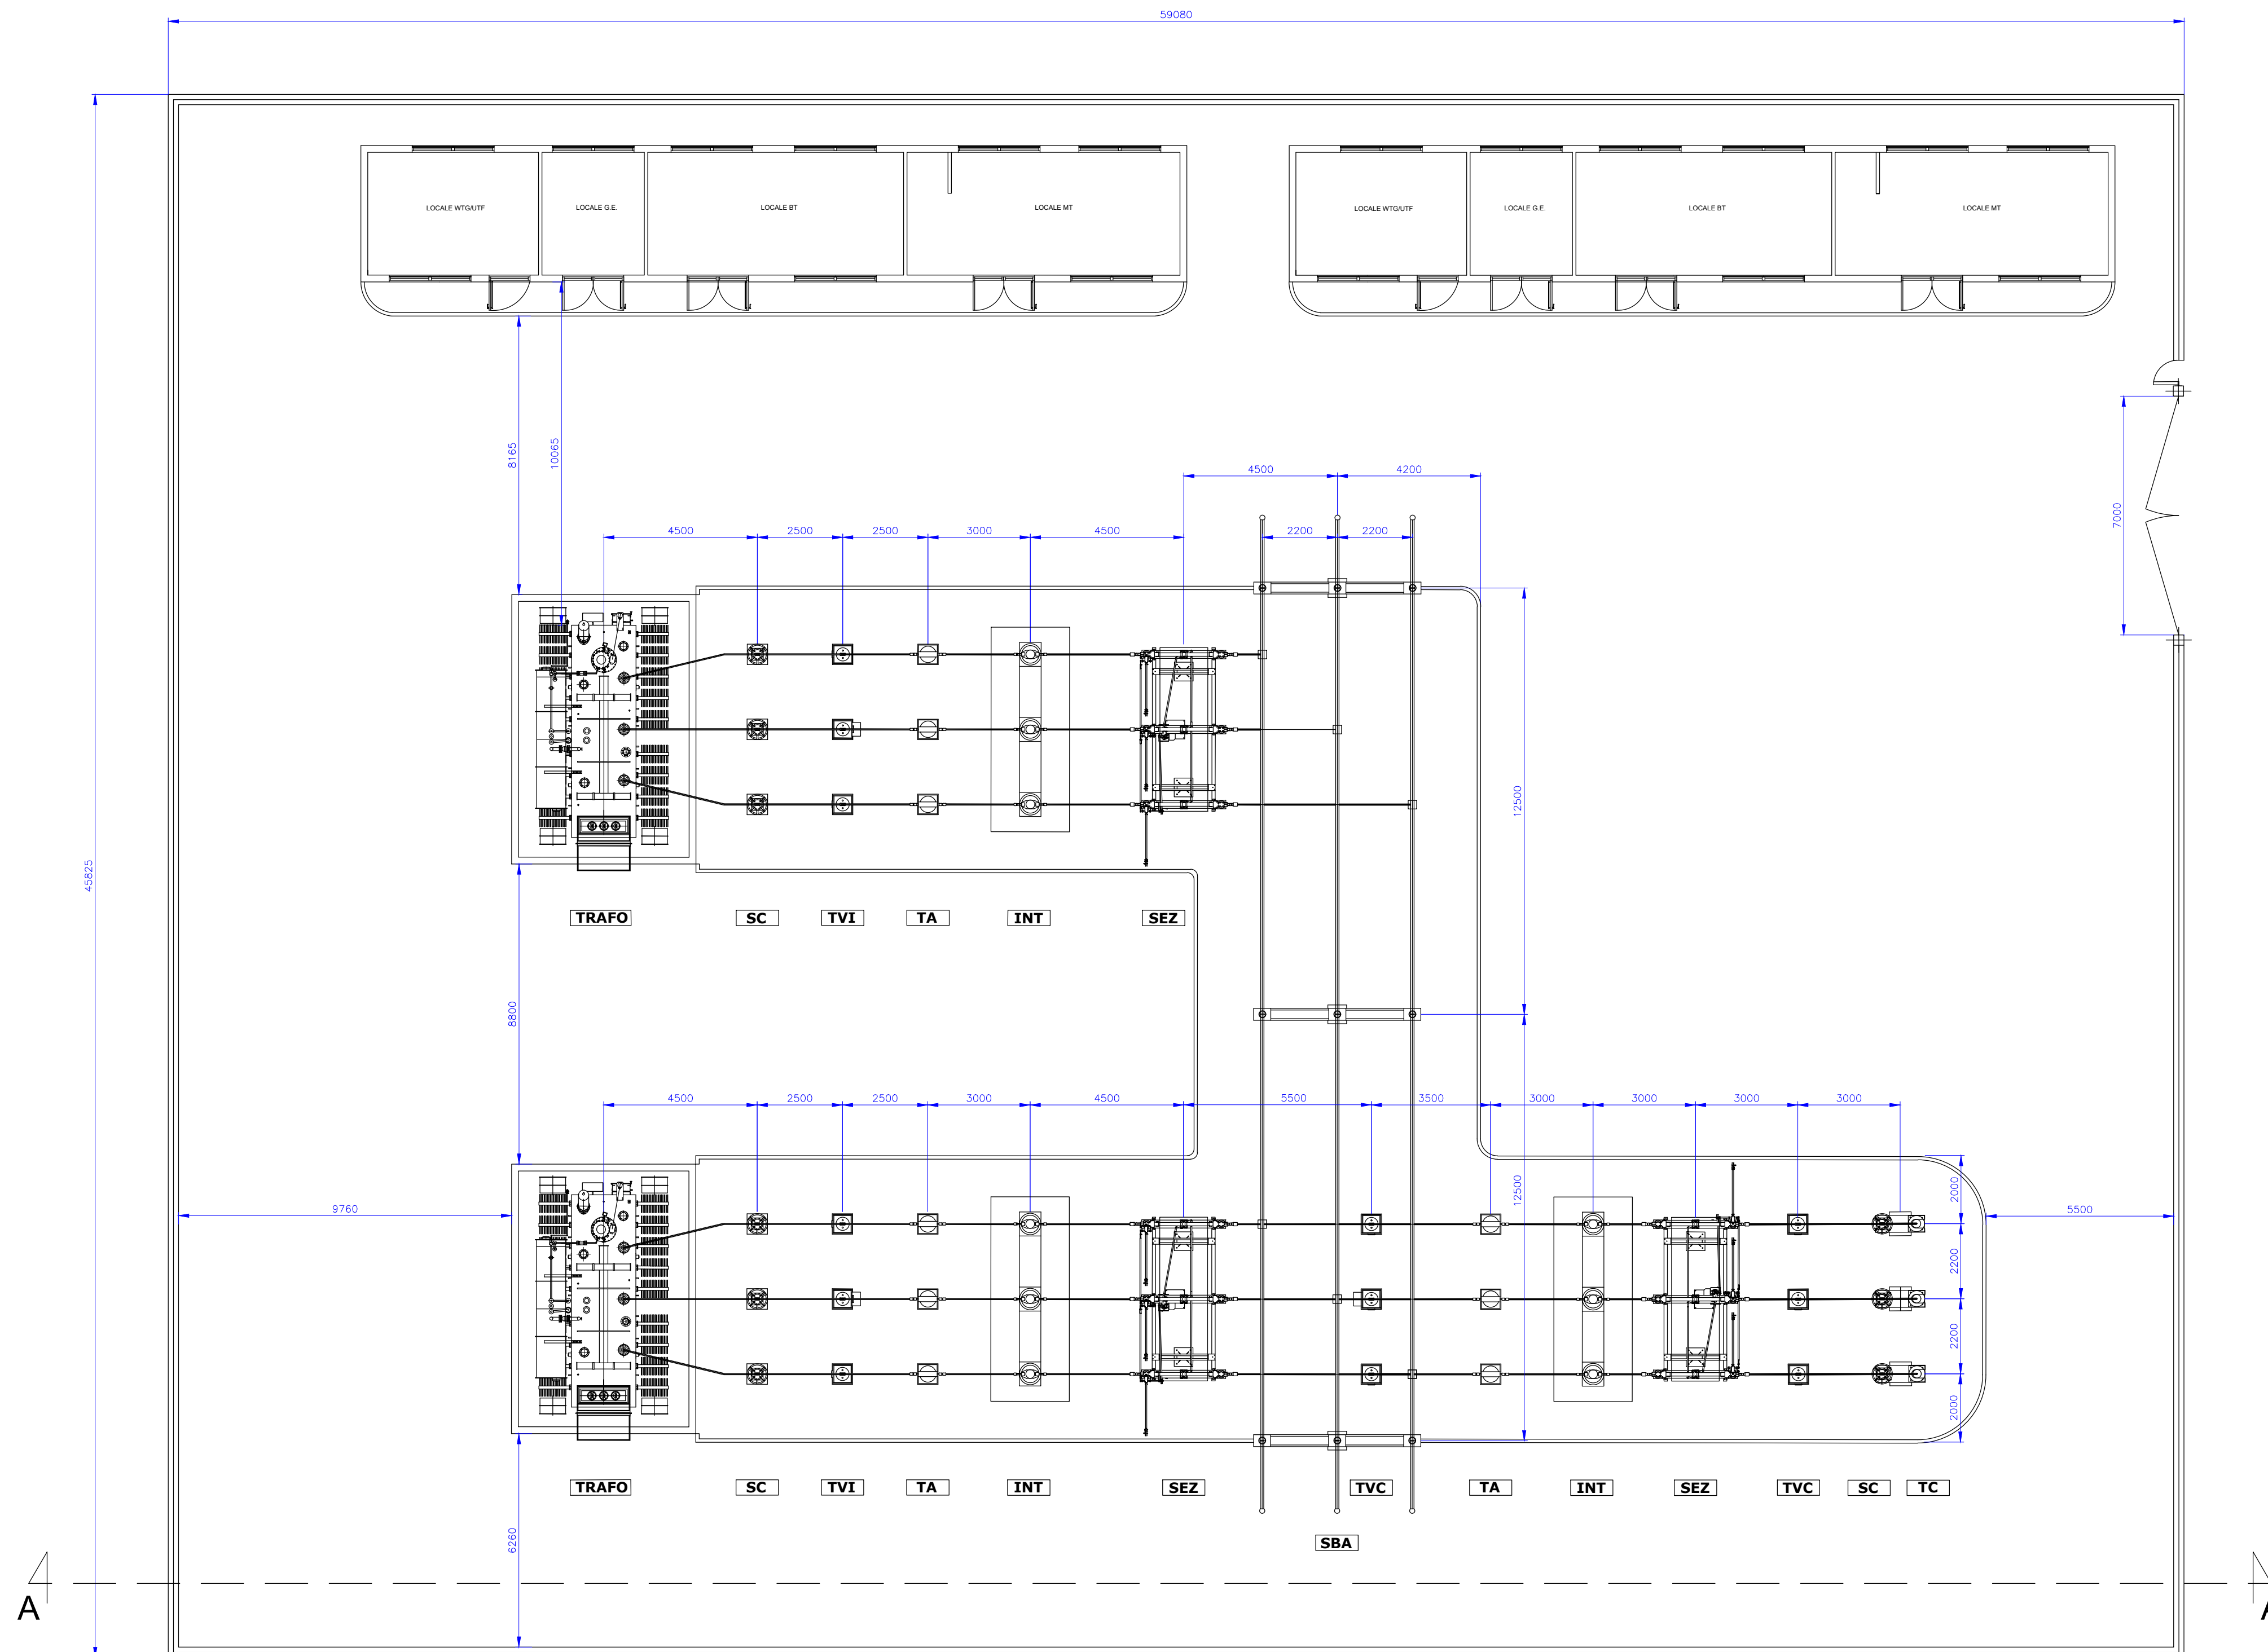 59080
LOCALE WTG/UTF LOCALE G.E. LOCALE BT LOCALE MT
LOCALE WTG/UTF LOCALE G.E. LOCALE BT LOCALE MT
8165
10065
7000
4500 4200
4500 2500 2500 3000 4500 2200 2200
12500
45825
TRAFO SC TVI TA INT SEZ
8800
4500 2500 2500 3000 4500 5500 3500 3000 3000 3000 3000
12500
2000
9760
5500
2200
2200
2000
TRAFO SC TVI TA INT SEZ TVC TA INT SEZ TVC SC TC
6260
SBA
A